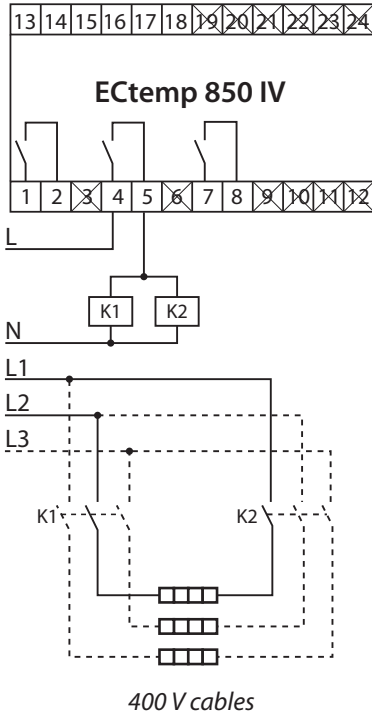 13 14 15 16 17 18 19 20 21 22 23 24
ECtemp 850 IV
1 2 3 4 5 6 7 8 9 10 11 12
L
K1 K2
N
L1
L2
L3
K1 K2
400 V cables